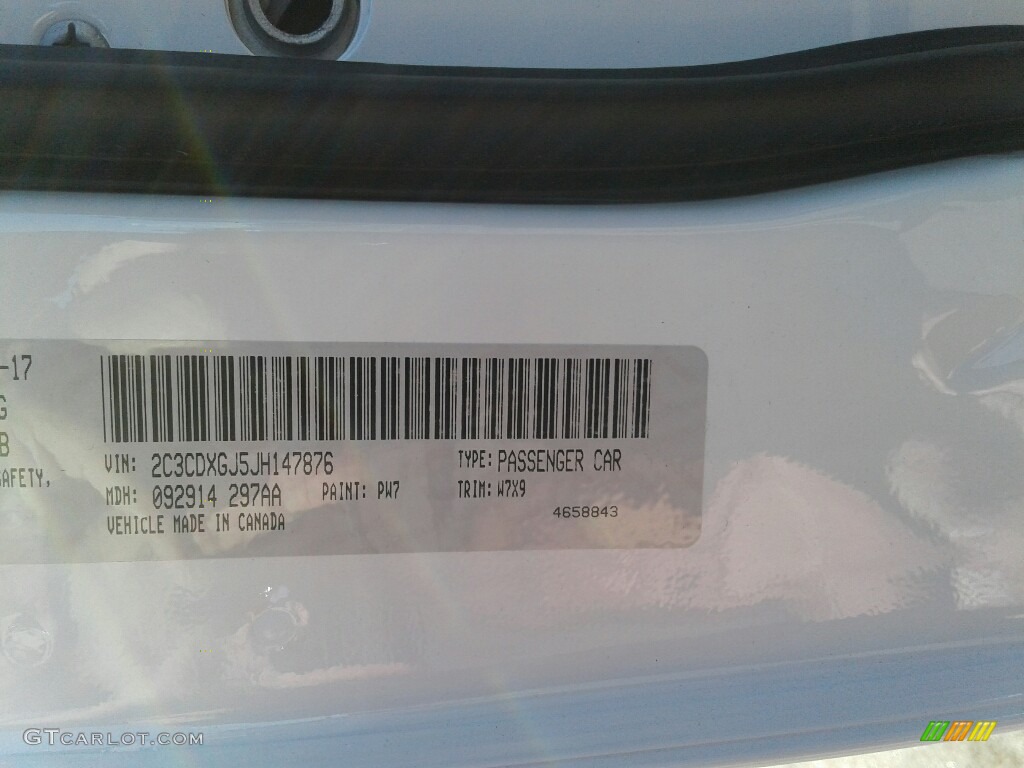 -17
G
B
SAFETY,
VIN: 2C3CDXGJ5JH147876 TYPE: PASSENGER CAR
MDH: 092914 297AA PAINT: PW7 TRIM: W7X9
VEHICLE MADE IN CANADA 4658843
GTCARLOT.COM